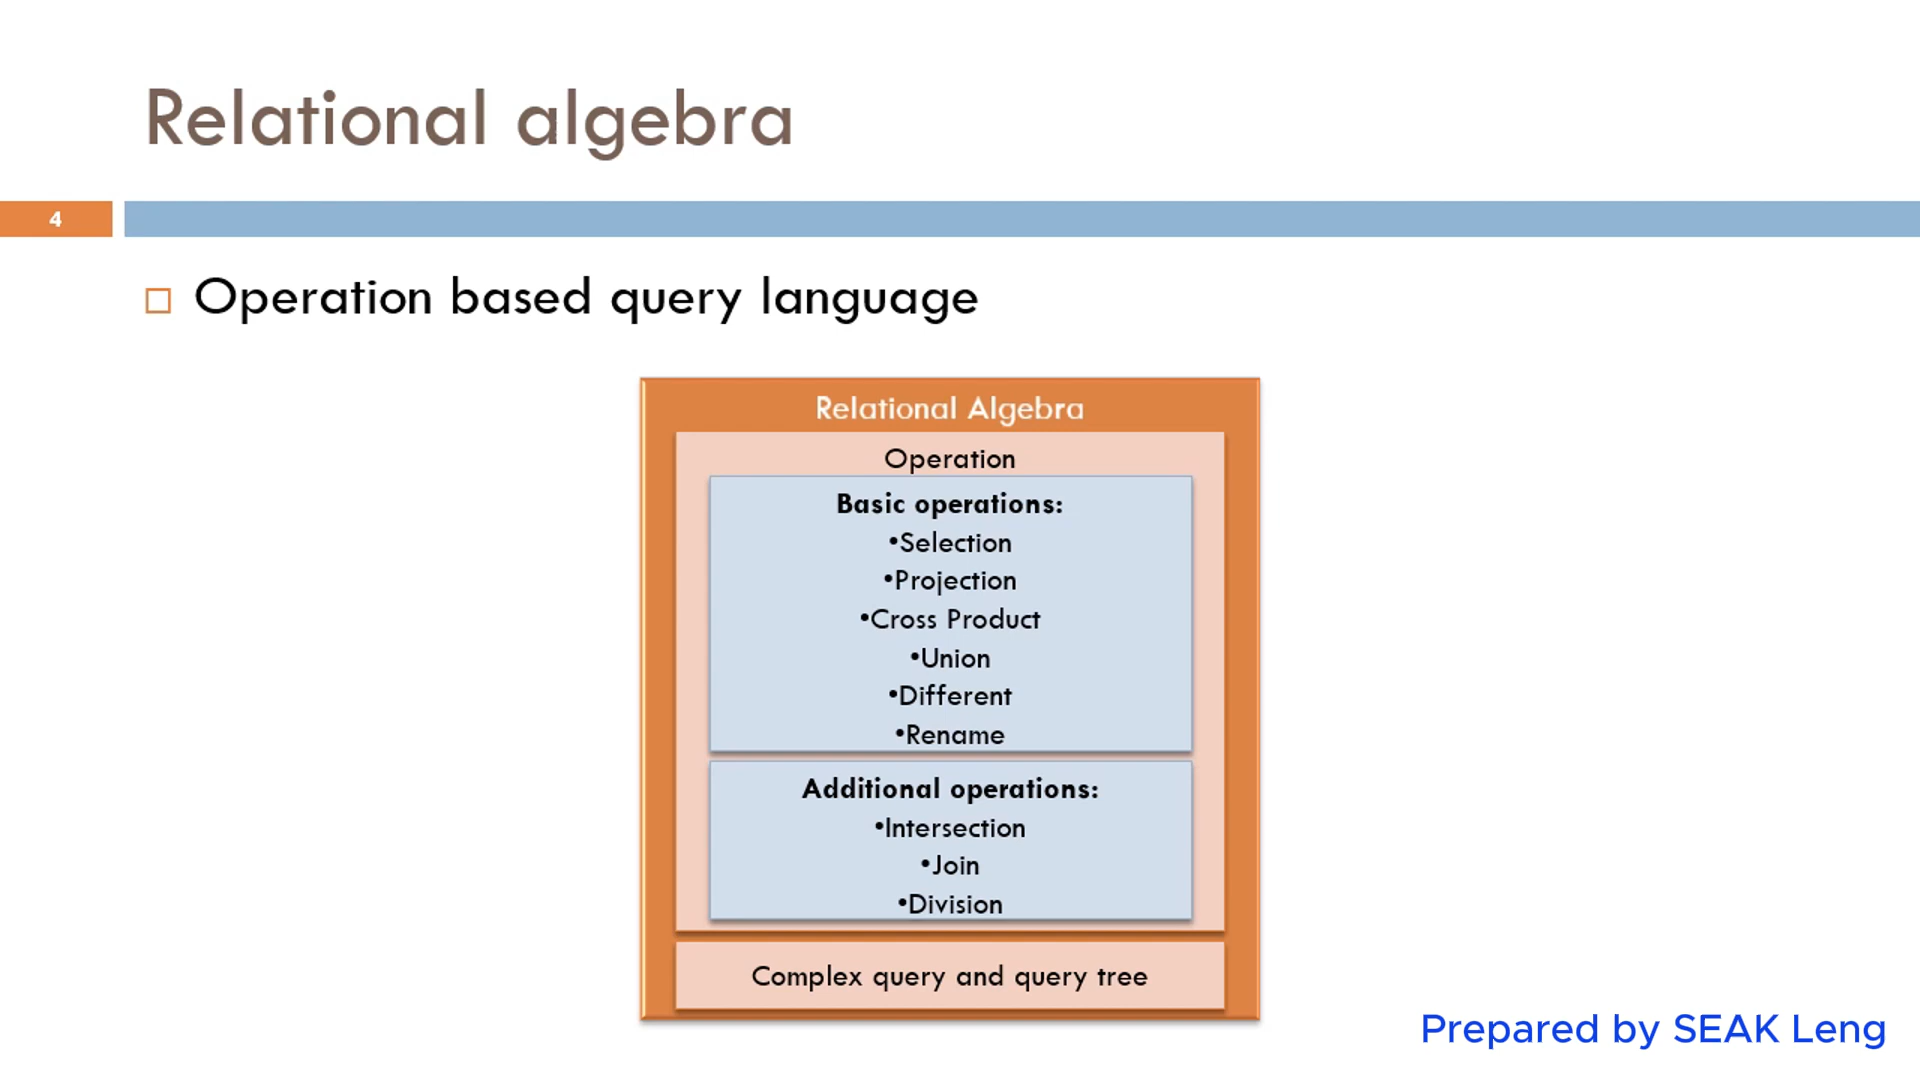 Relational algebra
4
Operation based query language
Relational Algebra
Operation
Basic operations:
•Selection
•Projection
•Cross Product
•Union
•Different
•Rename
Additional operations:
•Intersection
•Join
•Division
Complex query and query tree
Prepared by SEAK Leng